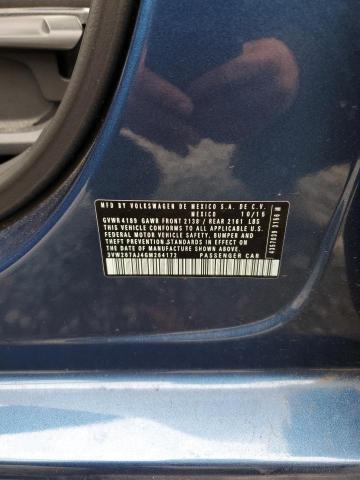 MFD BY VOLKSWAGEN DE MEXICO S.A. DE C.V.
MEXICO 10/15
GVWR 4189 GAWR FRONT 2138 / REAR 2161 LBS
THIS VEHICLE CONFORMS TO ALL APPLICABLE U.S.
FEDERAL MOTOR VEHICLE SAFETY, BUMPER, AND
THEFT PREVENTION STANDARDS IN EFFECT ON THE
DATE OF MANUFACTURE SHOWN ABOVE.
3VW267AJ4GM264172 PASSENGER CAR